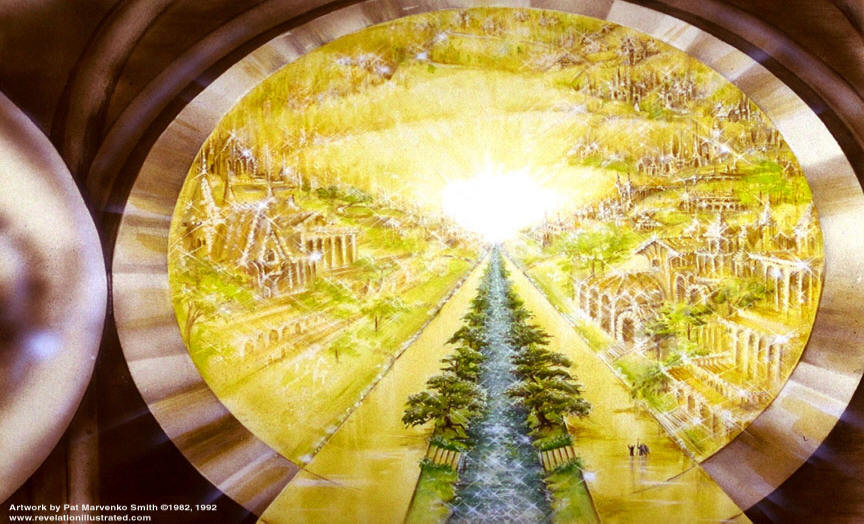 Artwork by Pat Marvenko Smith ©1982, 1992
www.revelationillustrated.com